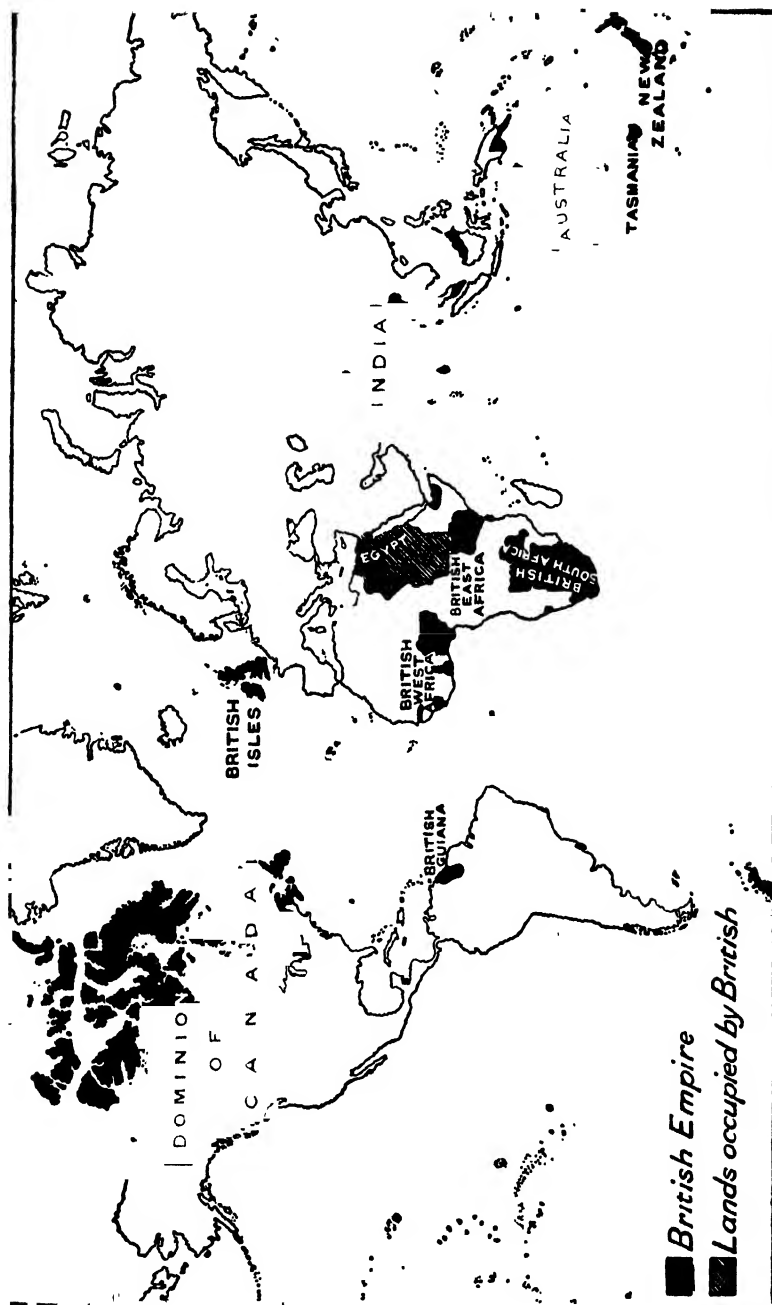 DOMINION
OF
CANADA
BRITISH
ISLES
BRITISH
GUIANA
BRITISH
WEST
AFRICA
EGYPT
BRITISH
EAST
AFRICA
BRITISH
SOUTH AFRICA
INDIA
AUSTRALIA
TASMANIA
NEW
ZEALAND
British Empire
Lands occupied by British